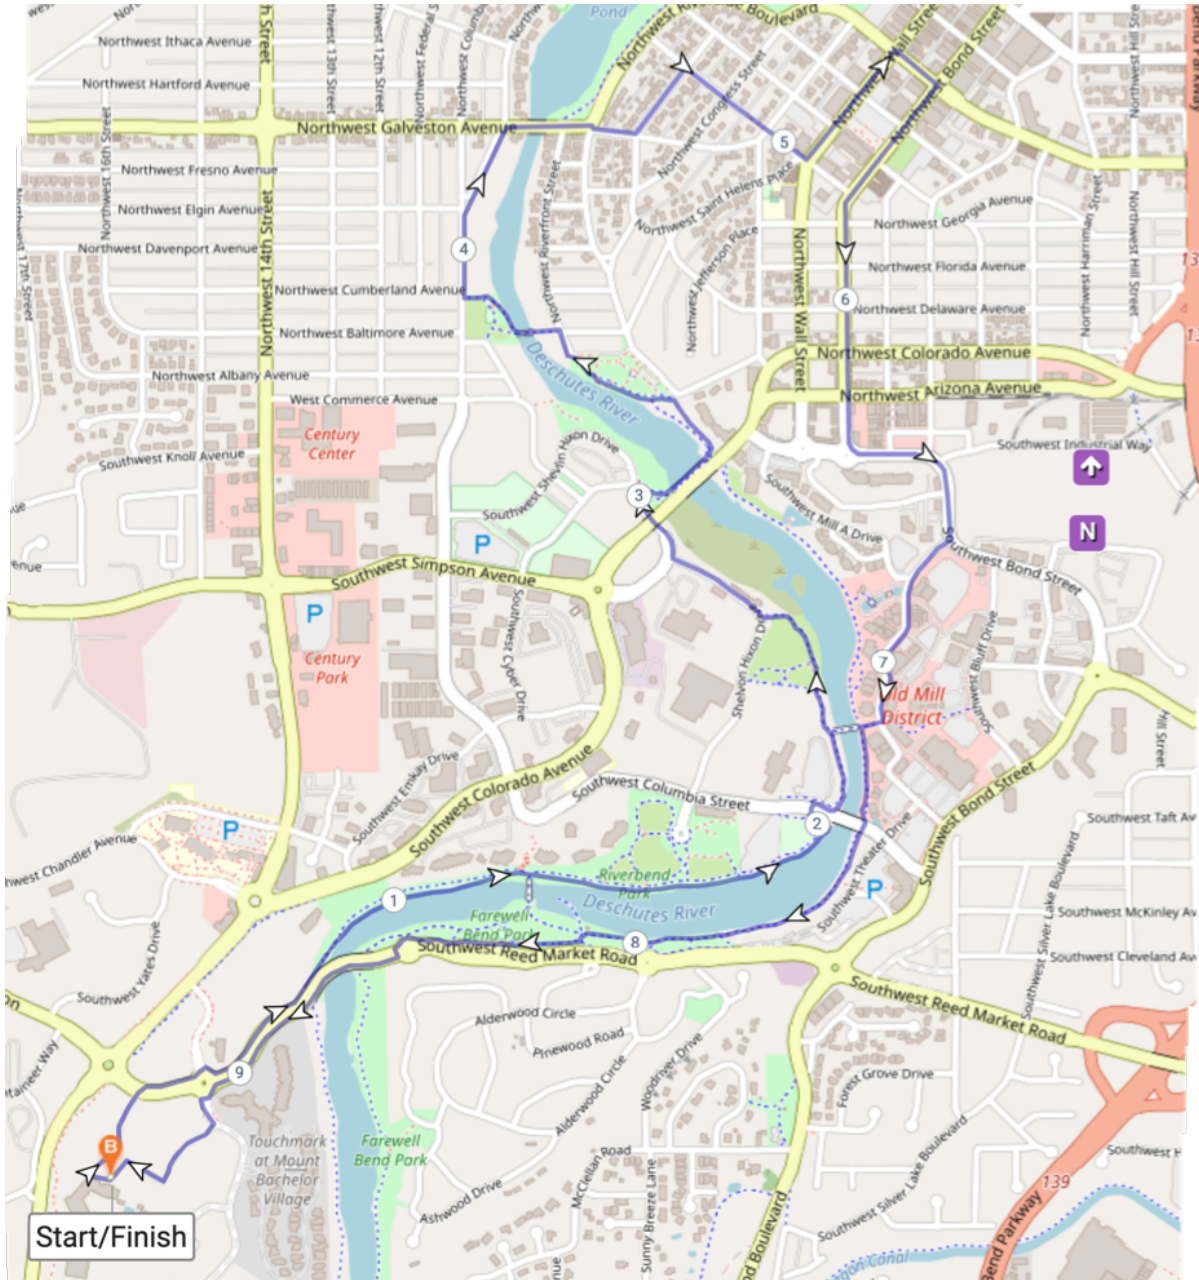 Pond
Northwest Ithaca Avenue
Northwest Hartford Avenue
Northwest Galveston Avenue
Northwest Fresno Avenue
Northwest Elgin Avenue
Northwest Davenport Avenue
Northwest Cumberland Avenue
Northwest Baltimore Avenue
Northwest Albany Avenue
West Commerce Avenue
Northwest 16th Street
Northwest 17th Street
Northwest 14th Street
Northwest Riverfront Street
Northwest Congress Street
Northwest Saint Helens Place
Northwest Jefferson Place
Northwest Wall Street
Northwest Bond Street
5
4
6
Northwest Georgia Avenue
Northwest Florida Avenue
Northwest Delaware Avenue
Northwest Colorado Avenue
Northwest Arizona Avenue
Northwest Harriman Street
Northwest Hill Street
Deschutes River
Century
Center
Southwest Knoll Avenue
Southwest Shevlin Hixon Drive
Southwest Industrial Way
N
3
P
Southwest Mill A Drive
Southwest Simpson Avenue
Southwest Bond Street
P
Century
Park
Southwest Cyber Drive
Shelvon Hixon Dr
7
Old Mill
District
Southwest Bluff Drive
Hill Street
Southwest Emkay Drive
Southwest Colorado Avenue
Southwest Columbia Street
2
P
Southwest Theater Drive
Southwest Bond Street
P
Southwest Taft Av
Southwest McKinley Av
Southwest Cleveland Av
Southwest Silver Lake Boulevard
hwest Chandler Avenue
1
Riverbend
Park
Deschutes River
Farewell
Bend Park
8
Southwest Reed Market Road
Southwest Reed Market Road
Southwest Yates Drive
Alderwood Circle
Pinewood Road
Alderwood Circle
Woodriver Drive
Forest Grove Drive
9
B
Touchmark
at Mount
Bachelor
Village
Farewell
Bend Park
Ashwood Drive
McClellan Road
Sunny Breeze Lane
Southwest Silver Lake Boulevard
139
Bend Parkway
Start/Finish